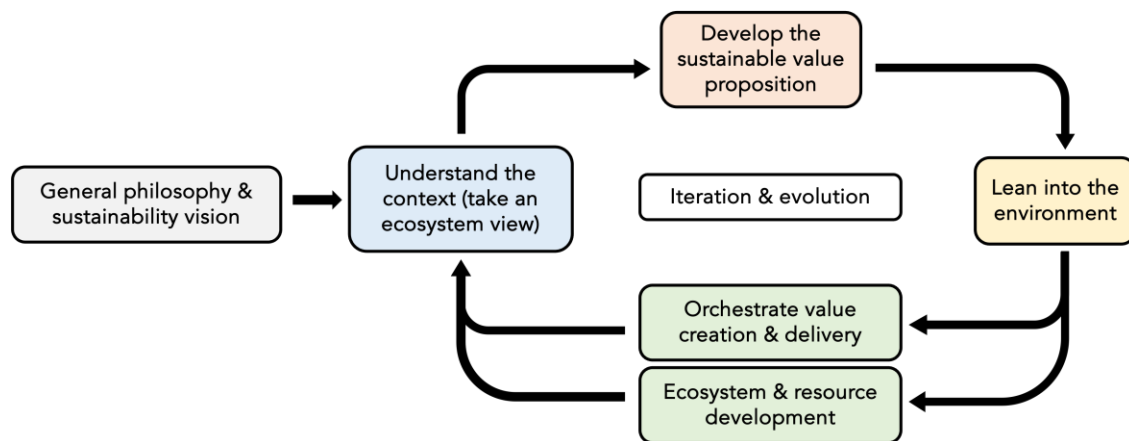 General philosophy &
sustainability vision
Understand the
context (take an
ecosystem view)
Develop the
sustainable value
proposition
Iteration & evolution
Lean into the
environment
Orchestrate value
creation & delivery
Ecosystem & resource
development